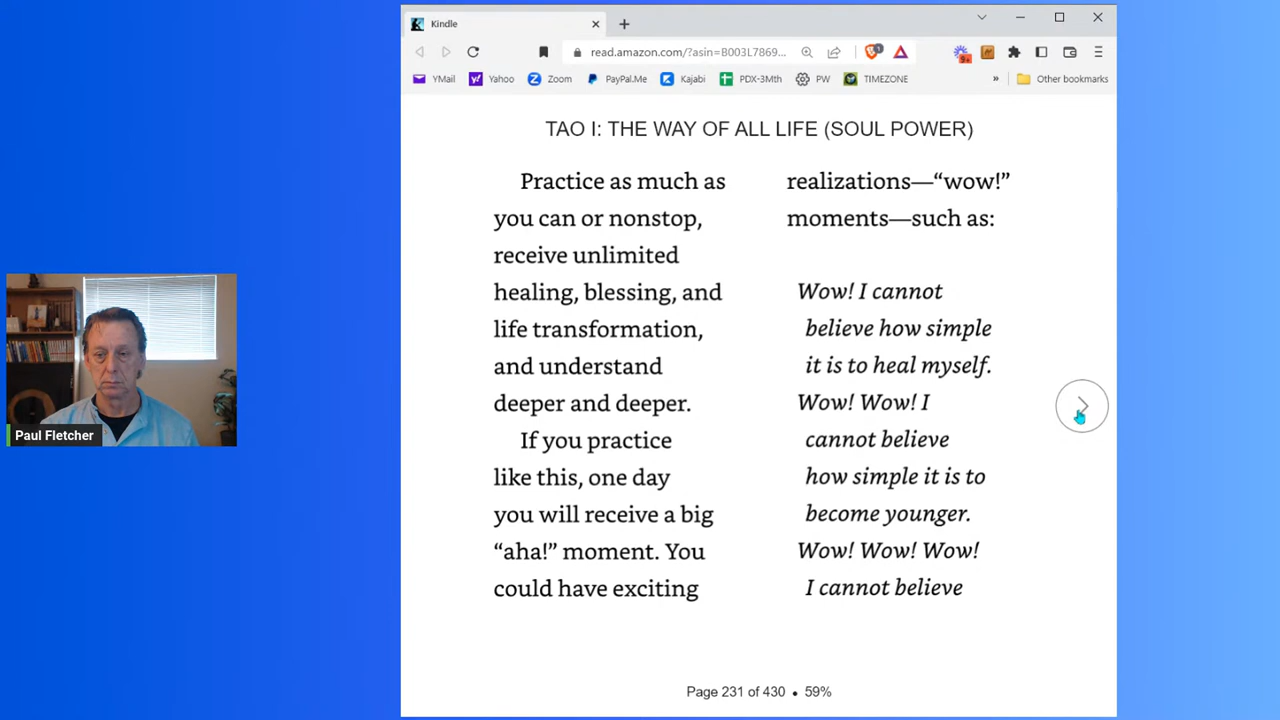 Kindle
read.amazon.com/?asin=B003L7869...
9+
1
YMail
Yahoo
Zoom
PayPal.Me
Kajabi
PDX-3Mth
PW
TIMEZONE
»
Other bookmarks
TAO I: THE WAY OF ALL LIFE (SOUL POWER)
Practice as much as
you can or nonstop,
receive unlimited
healing, blessing, and
life transformation,
and understand
deeper and deeper.
If you practice
like this, one day
you will receive a big
“aha!” moment. You
could have exciting
realizations—“wow!”
moments—such as:
Wow! I cannot
believe how simple
it is to heal myself.
Wow! Wow! I
cannot believe
how simple it is to
become younger.
Wow! Wow! Wow!
I cannot believe
Page 231 of 430 • 59%
Paul Fletcher